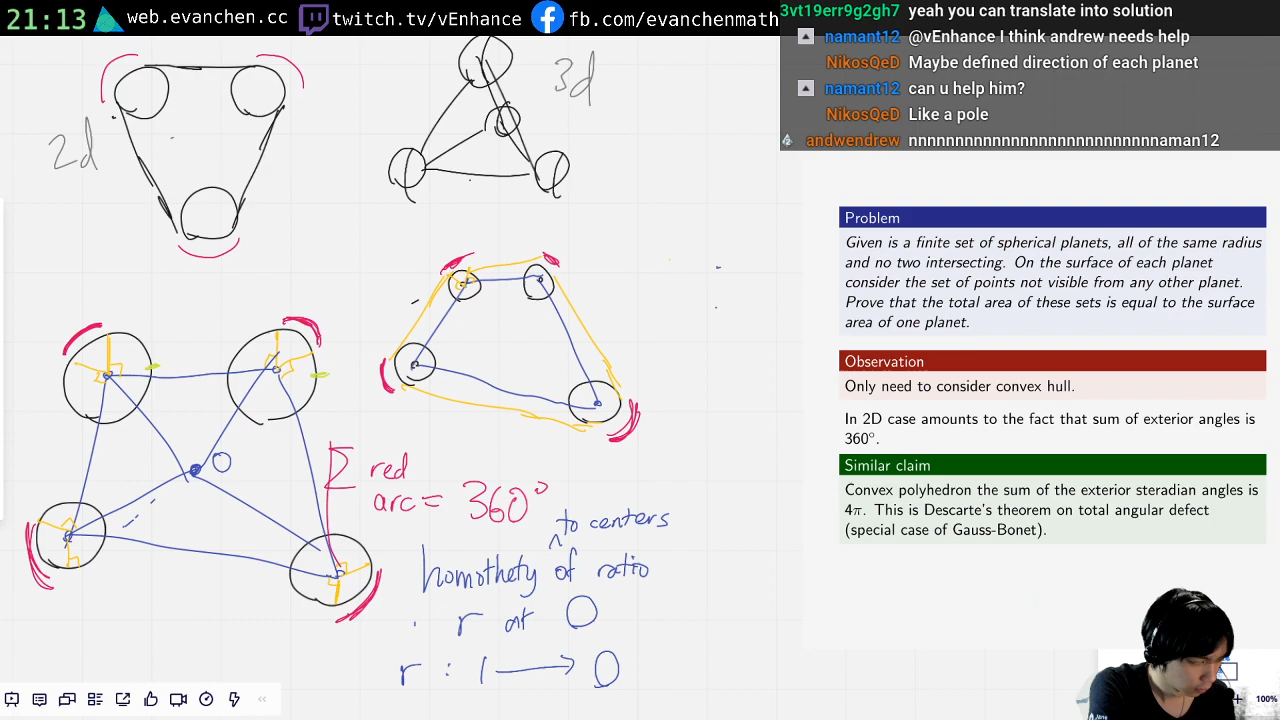 21:13 web.evanchen.cc twitch.tv/vEnhance fb.com/evanchenmath
3vt19err9g2gh7 yeah you can translate into solution
namant12 @vEnhance I think andrew needs help
NikosQeD Maybe defined direction of each planet
namant12 can u help him?
NikosQeD Like a pole
andwendrew nnnnnnnnnnnnnnnnnnnnnnnnnnnnnaman12
2d
3d
O
Σ red
arc = 360°
to centers
^
homothety of ratio
r at O
r : 1 → 0
Problem
Given is a finite set of spherical planets, all of the same radius
and no two intersecting. On the surface of each planet
consider the set of points not visible from any other planet.
Prove that the total area of these sets is equal to the surface
area of one planet.
Observation
Only need to consider convex hull.
In 2D case amounts to the fact that sum of exterior angles is
360°.
Similar claim
Convex polyhedron the sum of the exterior steradian angles is
4π. This is Descarte's theorem on total angular defect
(special case of Gauss-Bonet).
100%